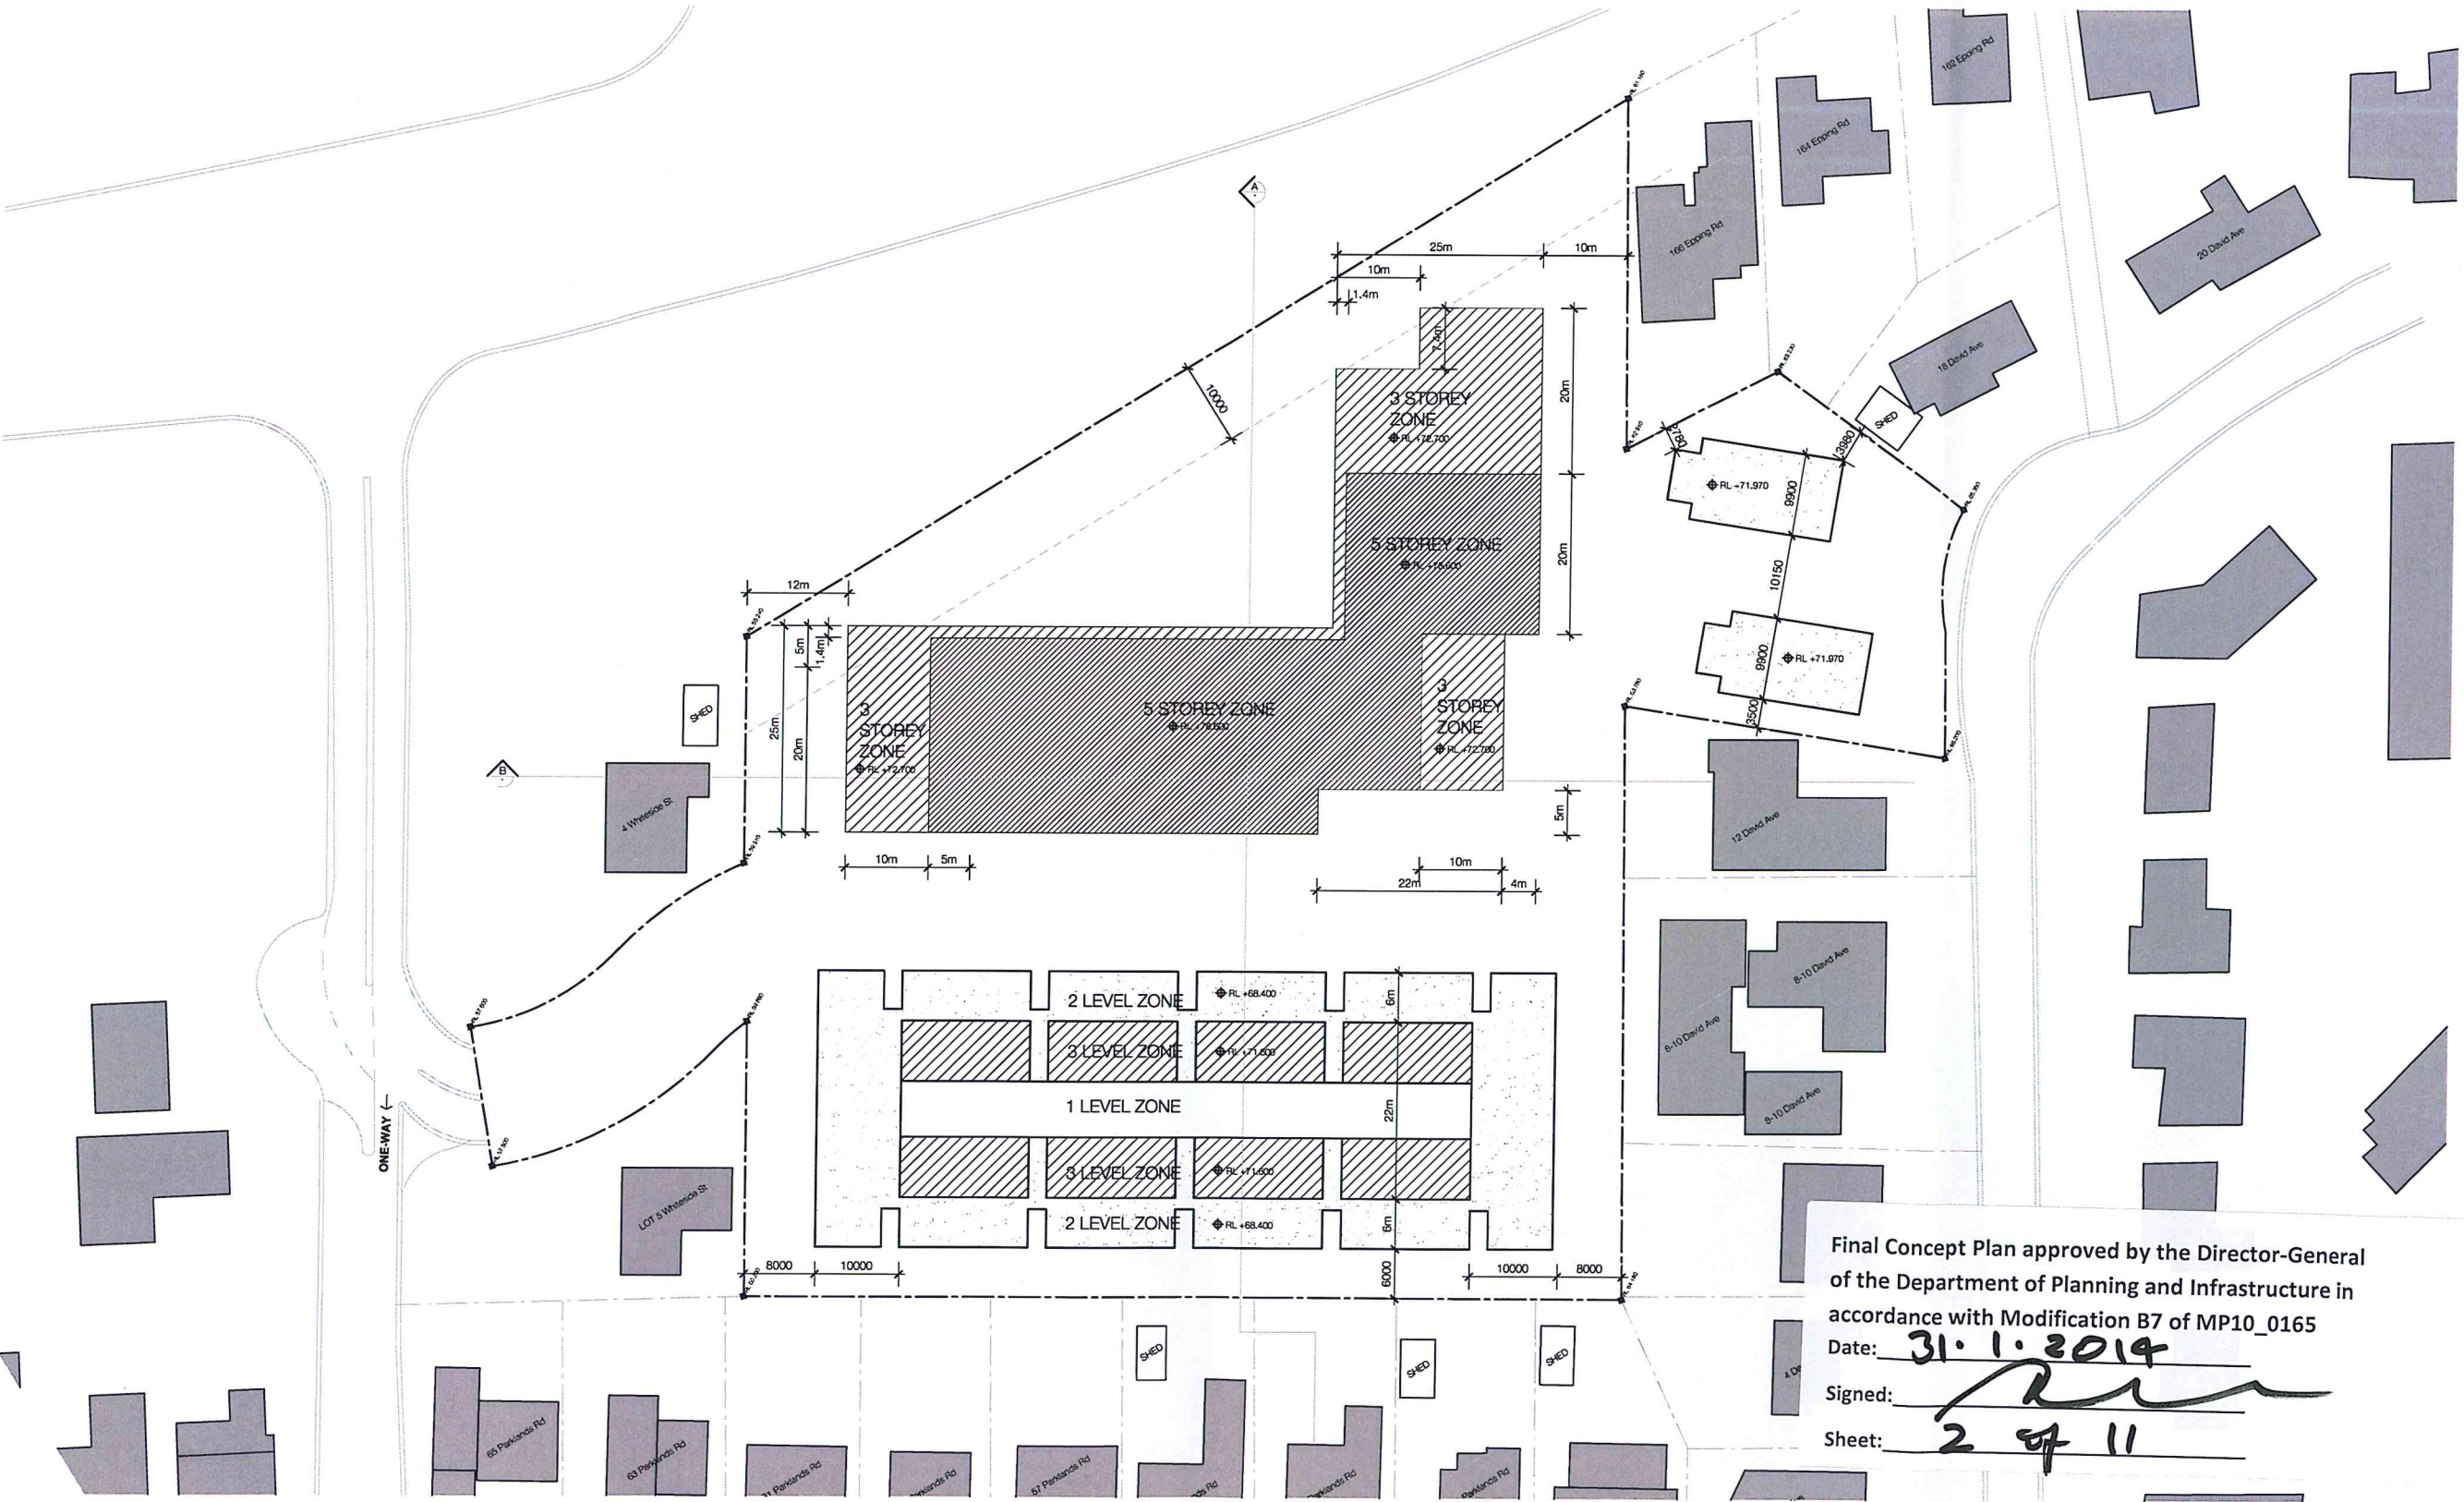 162 Epping Rd
164 Epping Rd
166 Epping Rd
20 David Ave
18 David Ave
SHED
A
25m
10m
10m
1.4m
7.4m
10000
3 STOREY
ZONE
RL +72.700
20m
2780
3980
RL +71.970
9900
5 STOREY ZONE
20m
10150
12m
5m
1.4m
25m
20m
SHED
3
STOREY
ZONE
RL +72.700
5 STOREY ZONE
3
STOREY
ZONE
RL +72.700
9900
RL +71.970
3500
B
4 Whiteside St
5m
12 David Ave
10m
5m
10m
22m
4m
8-10 David Ave
8-10 David Ave
8-10 David Ave
2 LEVEL ZONE
RL +68.400
6m
3 LEVEL ZONE
1 LEVEL ZONE
22m
3 LEVEL ZONE
2 LEVEL ZONE
RL +68.400
6m
ONE-WAY
LOT 5 Whiteside St
8000
10000
6000
10000
8000
SHED
SHED
SHED
65 Parklands Rd
63 Parklands Rd
Parklands Rd
57 Parklands Rd
Parklands Rd
Final Concept Plan approved by the Director-General
of the Department of Planning and Infrastructure in
accordance with Modification B7 of MP10_0165
Date: 31.1.2014
Signed:
Sheet: 2 of 11